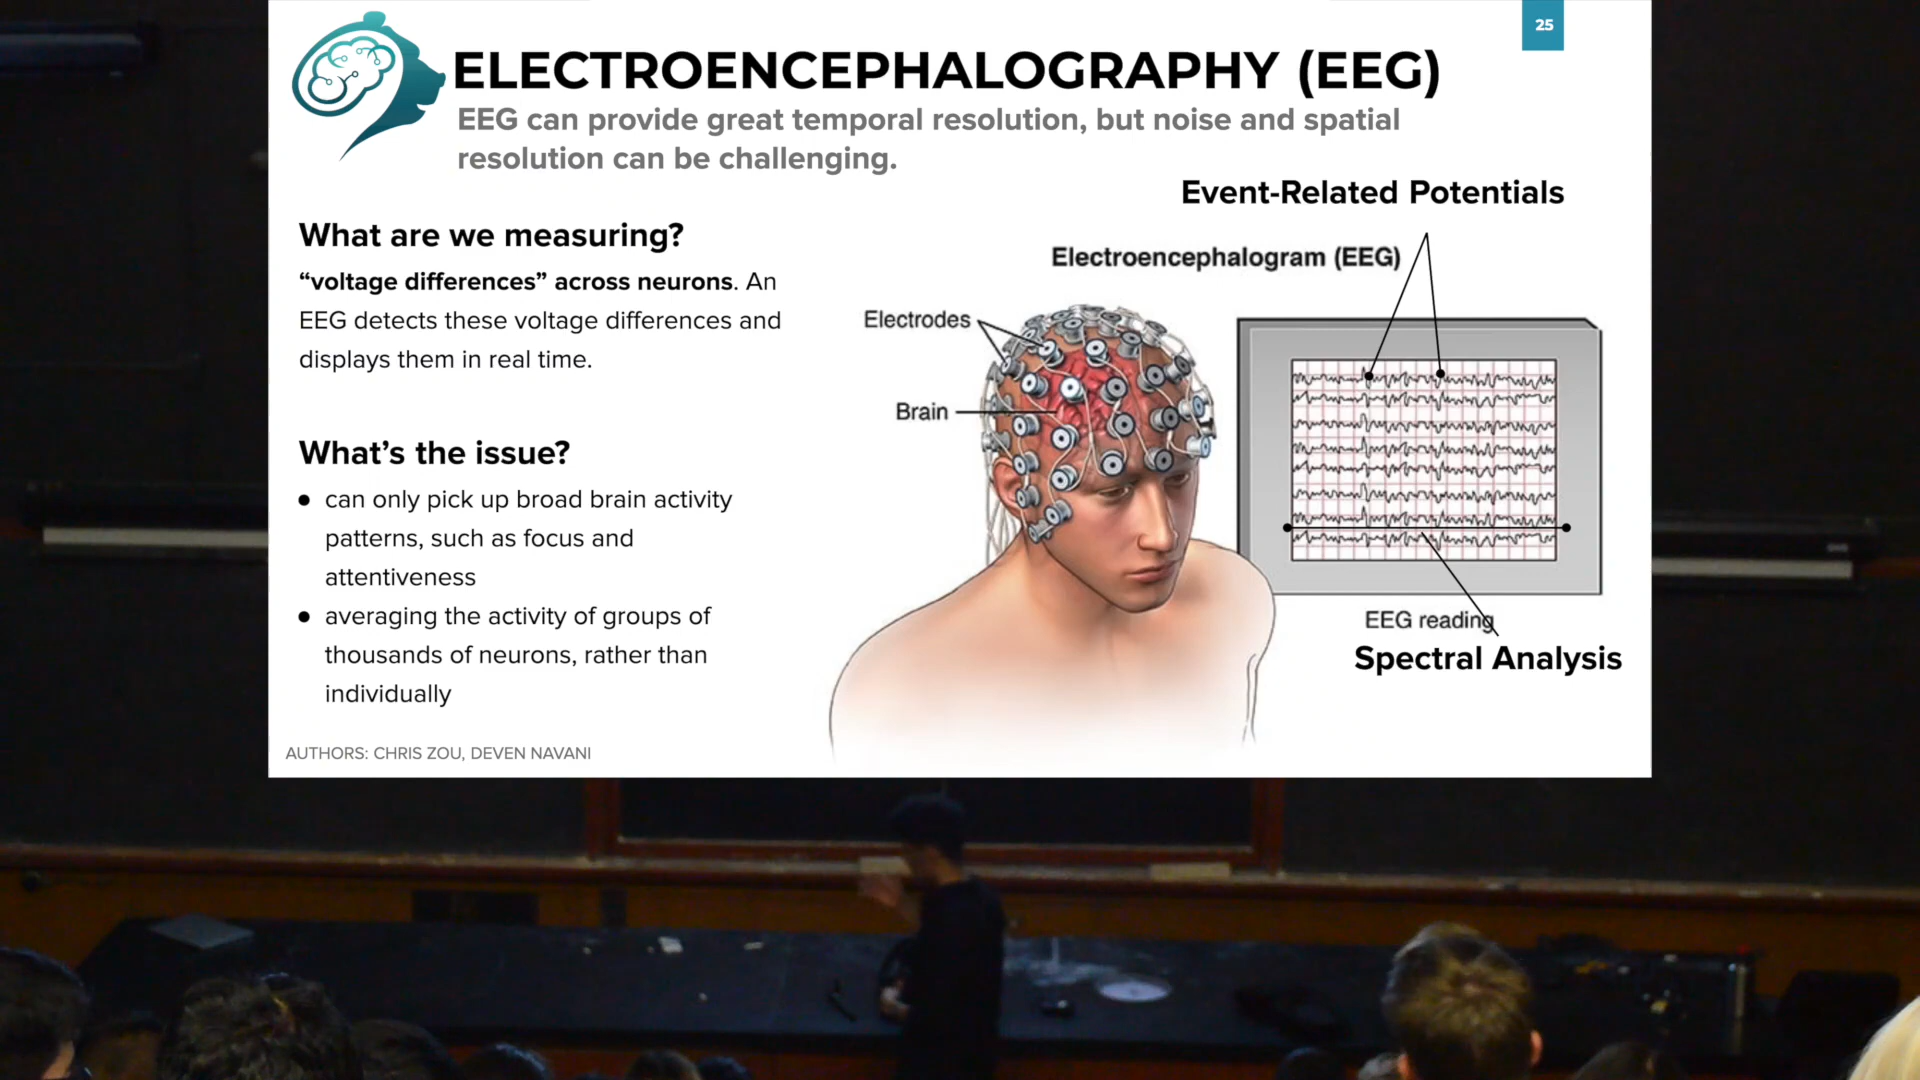 25
ELECTROENCEPHALOGRAPHY (EEG)
EEG can provide great temporal resolution, but noise and spatial
resolution can be challenging.
What are we measuring?
“voltage differences” across neurons. An
EEG detects these voltage differences and
displays them in real time.
What’s the issue?
● can only pick up broad brain activity
patterns, such as focus and
attentiveness
● averaging the activity of groups of
thousands of neurons, rather than
individually
Event-Related Potentials
Electroencephalogram (EEG)
Electrodes
Brain
EEG reading
Spectral Analysis
AUTHORS: CHRIS ZOU, DEVEN NAVANI